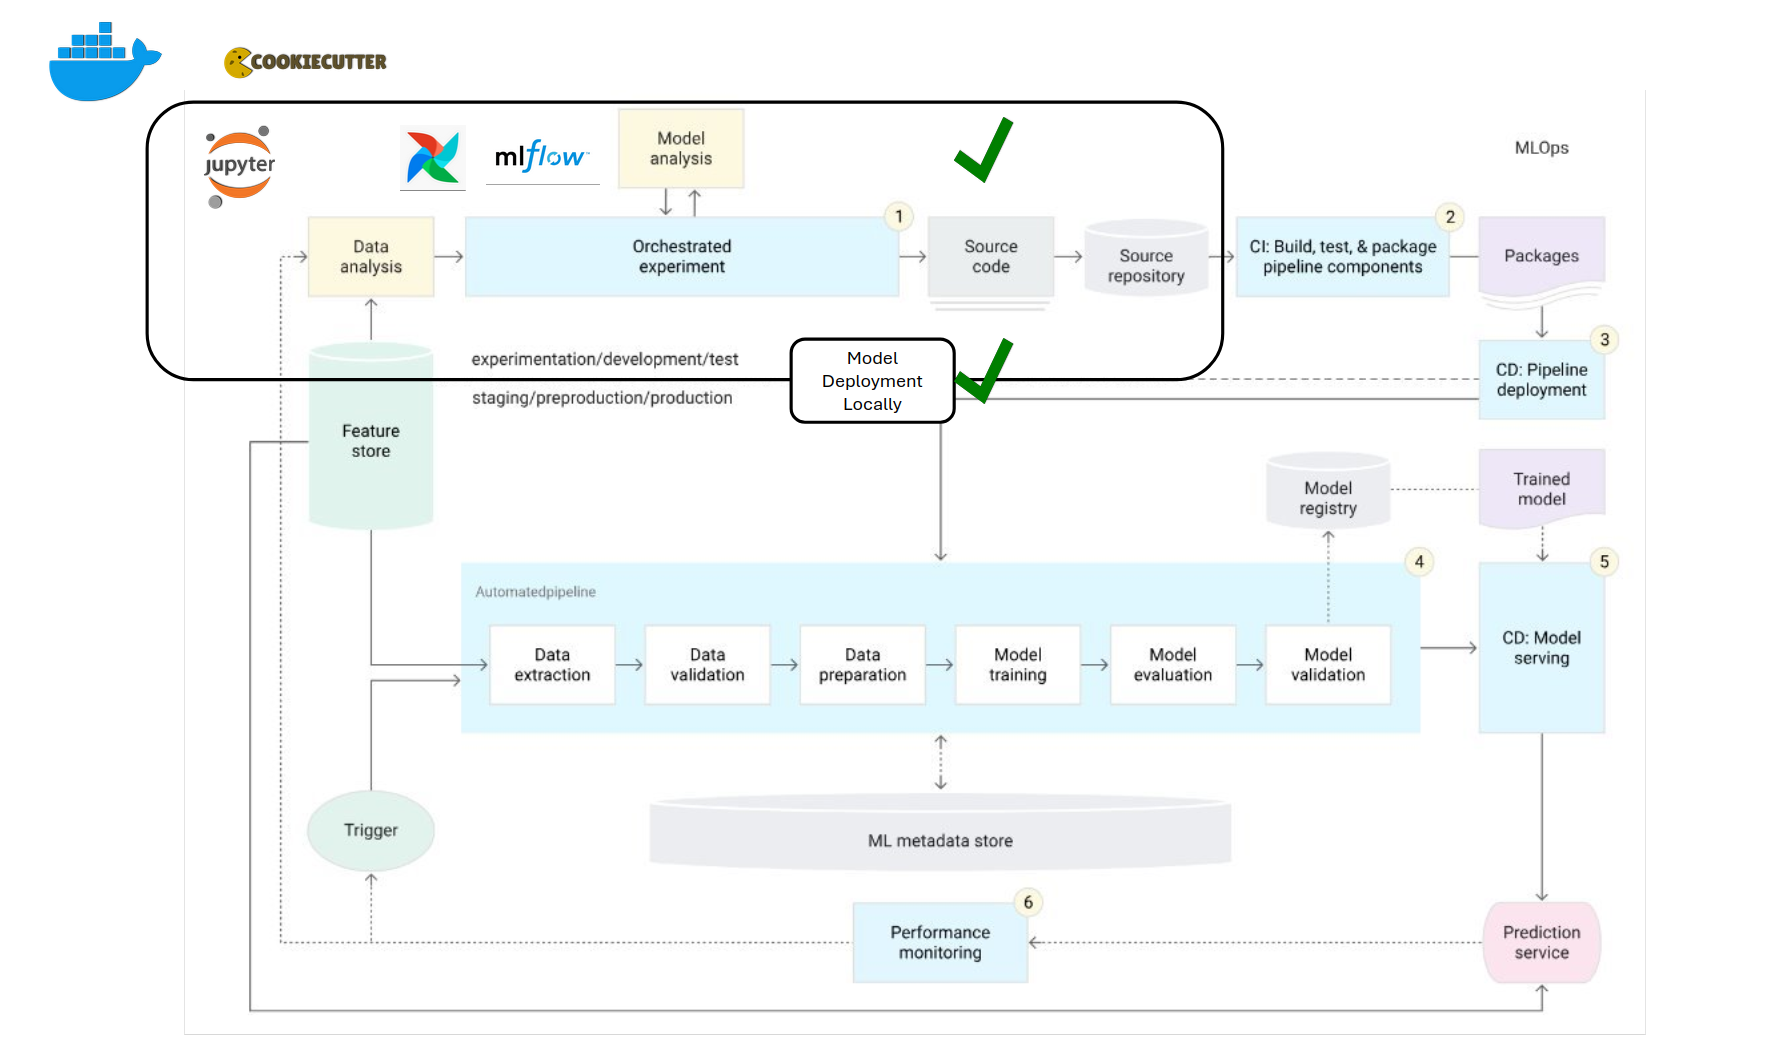 COOKIECUTTER
jupyter
mlflow
Model
analysis
MLOps
Data
analysis
Orchestrated
experiment
1
Source
code
Source
repository
CI: Build, test, & package
pipeline components
2
Packages
experimentation/development/test
staging/preproduction/production
Model
Deployment
Locally
3
CD: Pipeline
deployment
Feature
store
Model
registry
Trained
model
4
5
Automatedpipeline
Data
extraction
Data
validation
Data
preparation
Model
training
Model
evaluation
Model
validation
CD: Model
serving
Trigger
ML metadata store
6
Performance
monitoring
Prediction
service